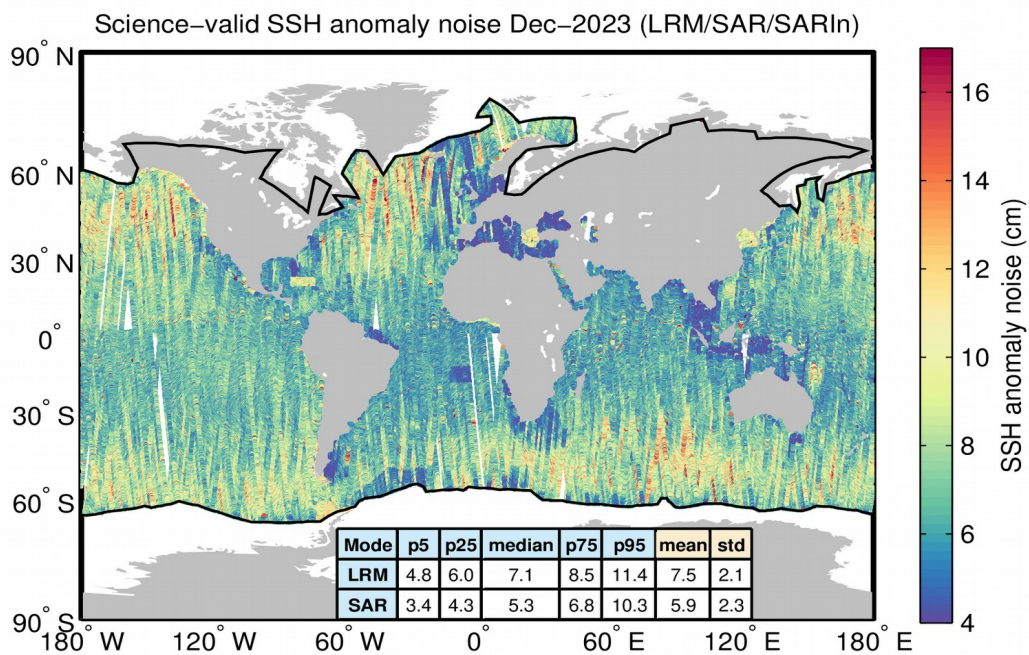 Science−valid SSH anomaly noise Dec−2023 (LRM/SAR/SARIn)
90° N
60° N
30° N
0°
30° S
60° S
90° S
180° W
120° W
60° W
0°
60° E
120° E
180° E
Mode p5 p25 median p75 p95 mean std
LRM 4.8 6.0 7.1 8.5 11.4 7.5 2.1
SAR 3.4 4.3 5.3 6.8 10.3 5.9 2.3
16
14
12
10
8
6
4
SSH anomaly noise (cm)